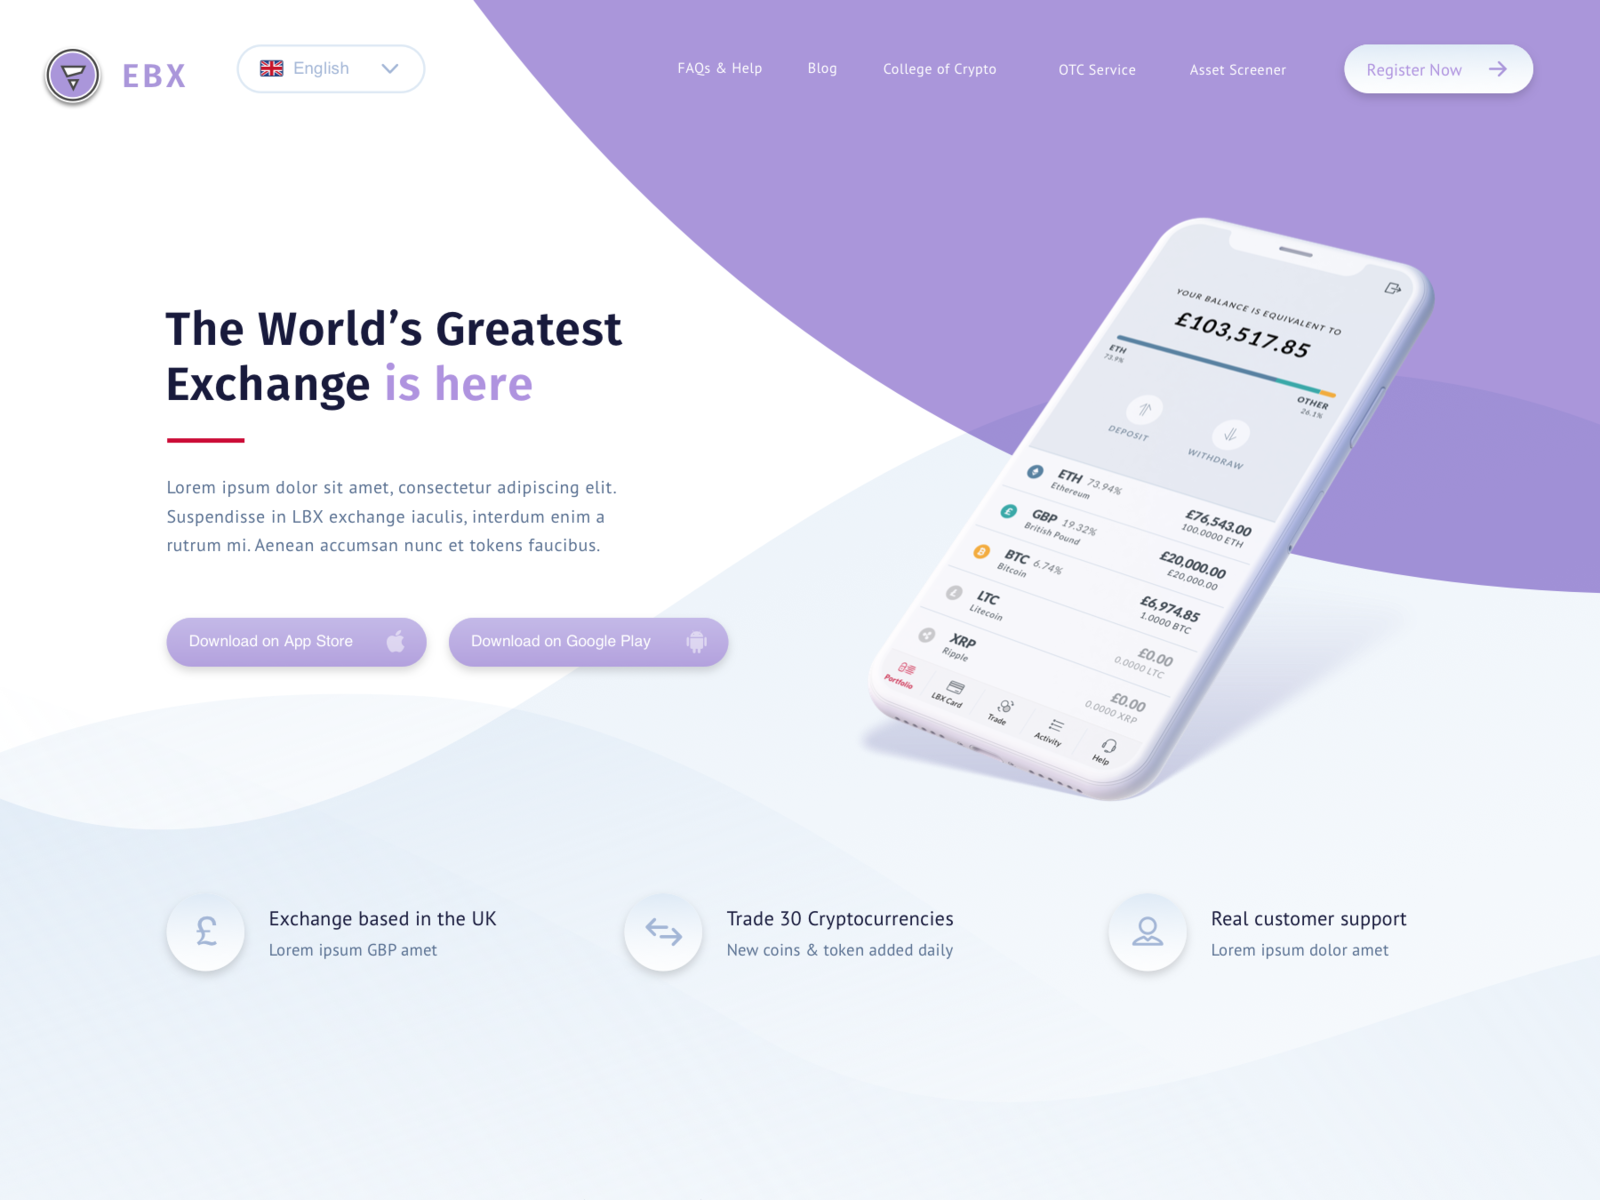 EBX
English
FAQs & Help
Blog
College of Crypto
OTC Service
Asset Screener
Register Now
The World’s Greatest
Exchange is here
Lorem ipsum dolor sit amet, consectetur adipiscing elit.
Suspendisse in LBX exchange iaculis, interdum enim a
rutrum mi. Aenean accumsan nunc et tokens faucibus.
Download on App Store
Download on Google Play
YOUR BALANCE IS EQUIVALENT TO
£103,517.85
ETH
73.9%
OTHER
26.1%
DEPOSIT
WITHDRAW
ETH 73.94%
Ethereum
£76,543.00
100.0000 ETH
GBP 19.32%
British Pound
£20,000.00
£20,000.00
BTC 6.74%
Bitcoin
£6,974.85
1.0000 BTC
LTC
Litecoin
£0.00
0.0000 LTC
XRP
Ripple
£0.00
0.0000 XRP
Portfolio
LBX Card
Trade
Activity
Help
£
Exchange based in the UK
Lorem ipsum GBP amet
Trade 30 Cryptocurrencies
New coins & token added daily
Real customer support
Lorem ipsum dolor amet